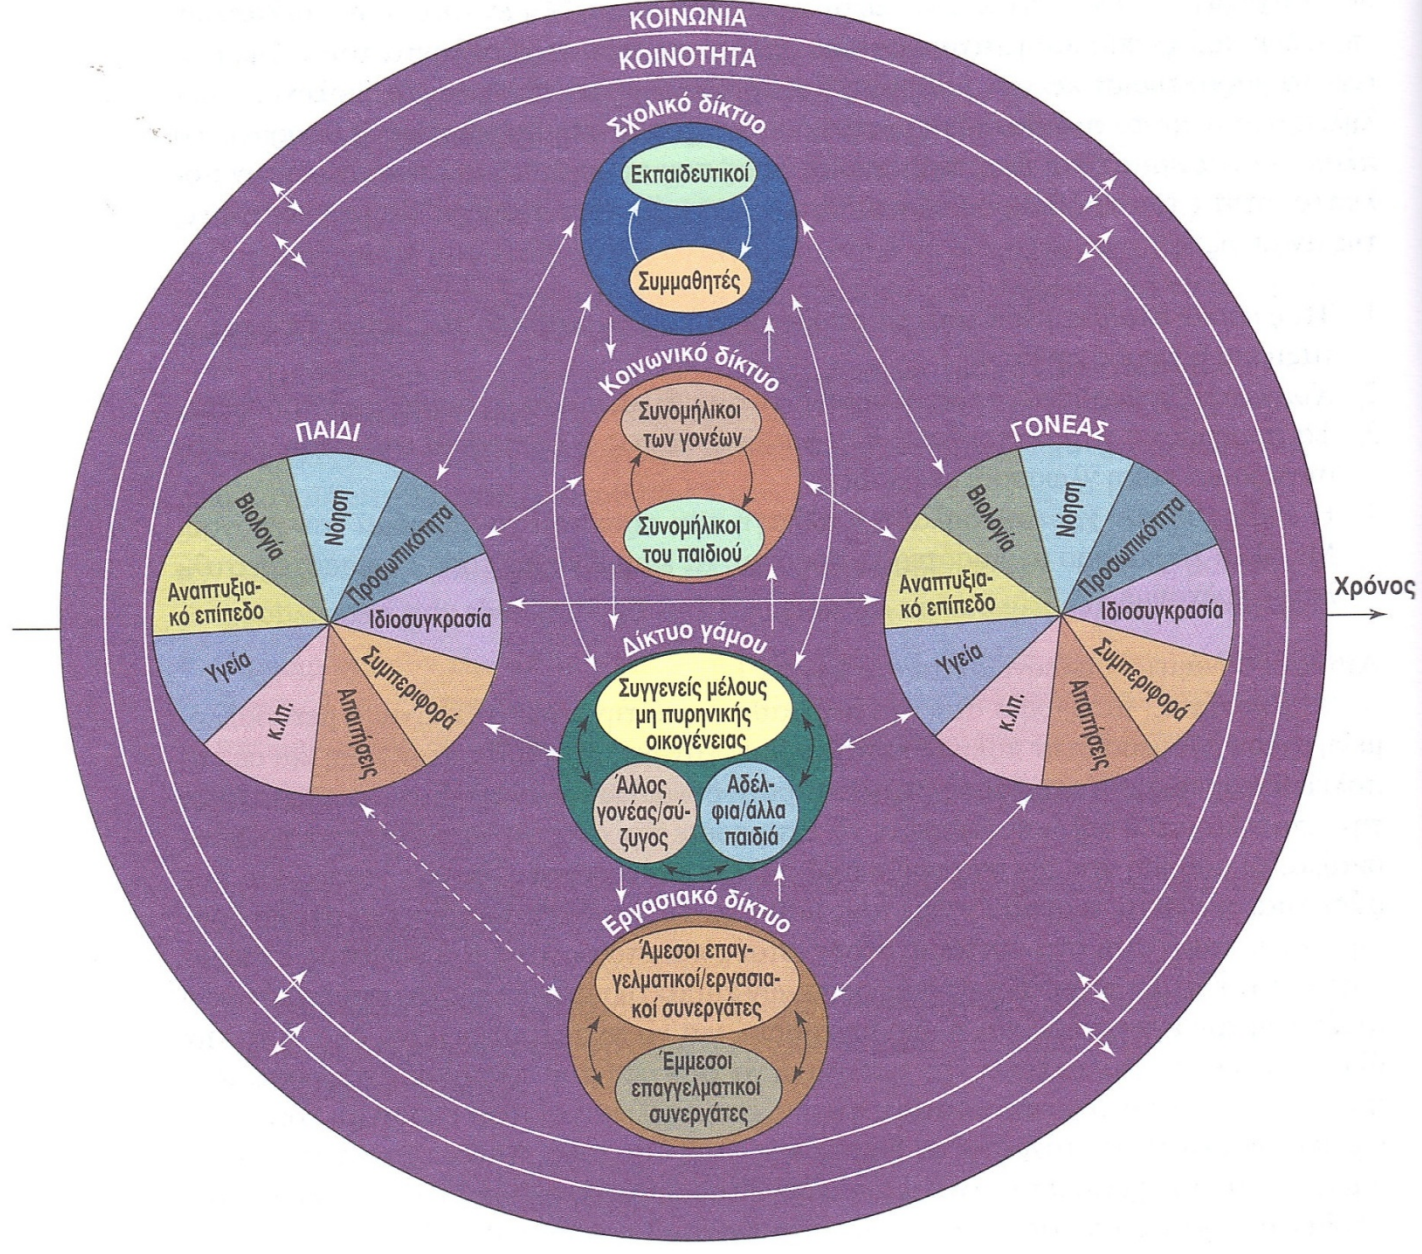 ΚΟΙΝΩΝΙΑ
ΚΟΙΝΟΤΗΤΑ
Σχολικό δίκτυο
Εκπαιδευτικοί
Συμμαθητές
Κοινωνικό δίκτυο
Συνομήλικοι
των γονέων
Συνομήλικοι
του παιδιού
ΠΑΙΔΙ
Βιολογία
Νόηση
Προσωπικότητα
Αναπτυξια-
κό επίπεδο
Ιδιοσυγκρασία
Υγεία
Συμπεριφορά
κ.λπ.
Απαιτήσεις
ΓΟΝΕΑΣ
Βιολογία
Νόηση
Προσωπικότητα
Αναπτυξια-
κό επίπεδο
Ιδιοσυγκρασία
Υγεία
Συμπεριφορά
κ.λπ.
Απαιτήσεις
Χρόνος
Δίκτυο γάμου
Συγγενείς μέλους
μη πυρηνικής
οικογένειας
Άλλος
γονέας/σύ-
ζυγος
Αδέλ-
φια/άλλα
παιδιά
Εργασιακό δίκτυο
Άμεσοι επαγ-
γελματικοί/εργασια-
κοί συνεργάτες
Έμμεσοι
επαγγελματικοί
συνεργάτες